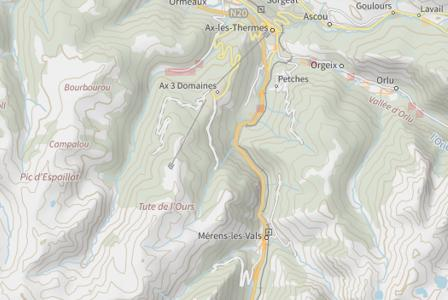 Ormeaux
Sorgeat
Goulours
Lavail
N20
Ascou
Ax-les-Thermes
Orgeix
Petches
Orlu
Bourbourou
Ax 3 Domaines
Vallée d'Orlu
Campalou
Pic d'Espaillat
Tute de l'Ours
Mérens-les-Vals